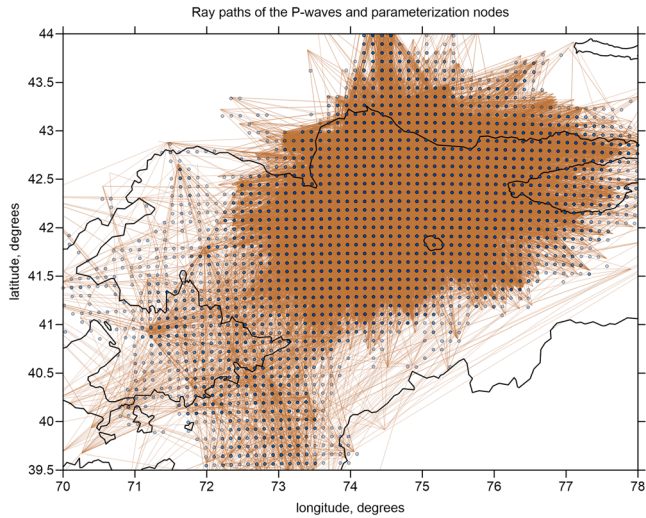 Ray paths of the P-waves and parameterization nodes
44
43.5
43
42.5
42
41.5
41
40.5
40
39.5
latitude, degrees
70 71 72 73 74 75 76 77 78
longitude, degrees